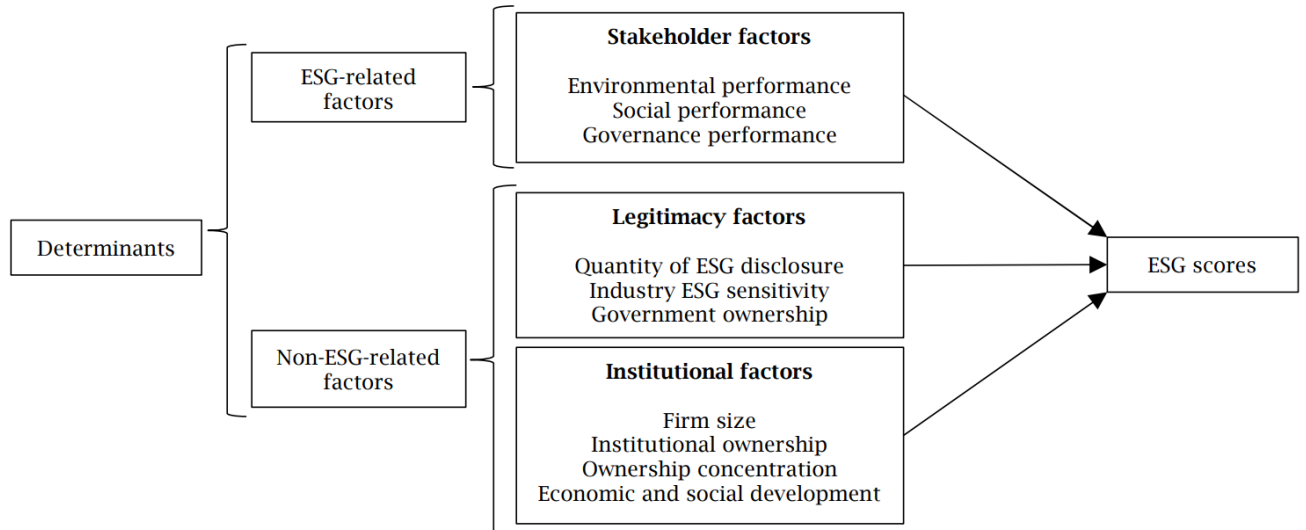 Determinants
ESG-related
factors
Non-ESG-related
factors
Stakeholder factors
Environmental performance
Social performance
Governance performance
Legitimacy factors
Quantity of ESG disclosure
Industry ESG sensitivity
Government ownership
Institutional factors
Firm size
Institutional ownership
Ownership concentration
Economic and social development
ESG scores